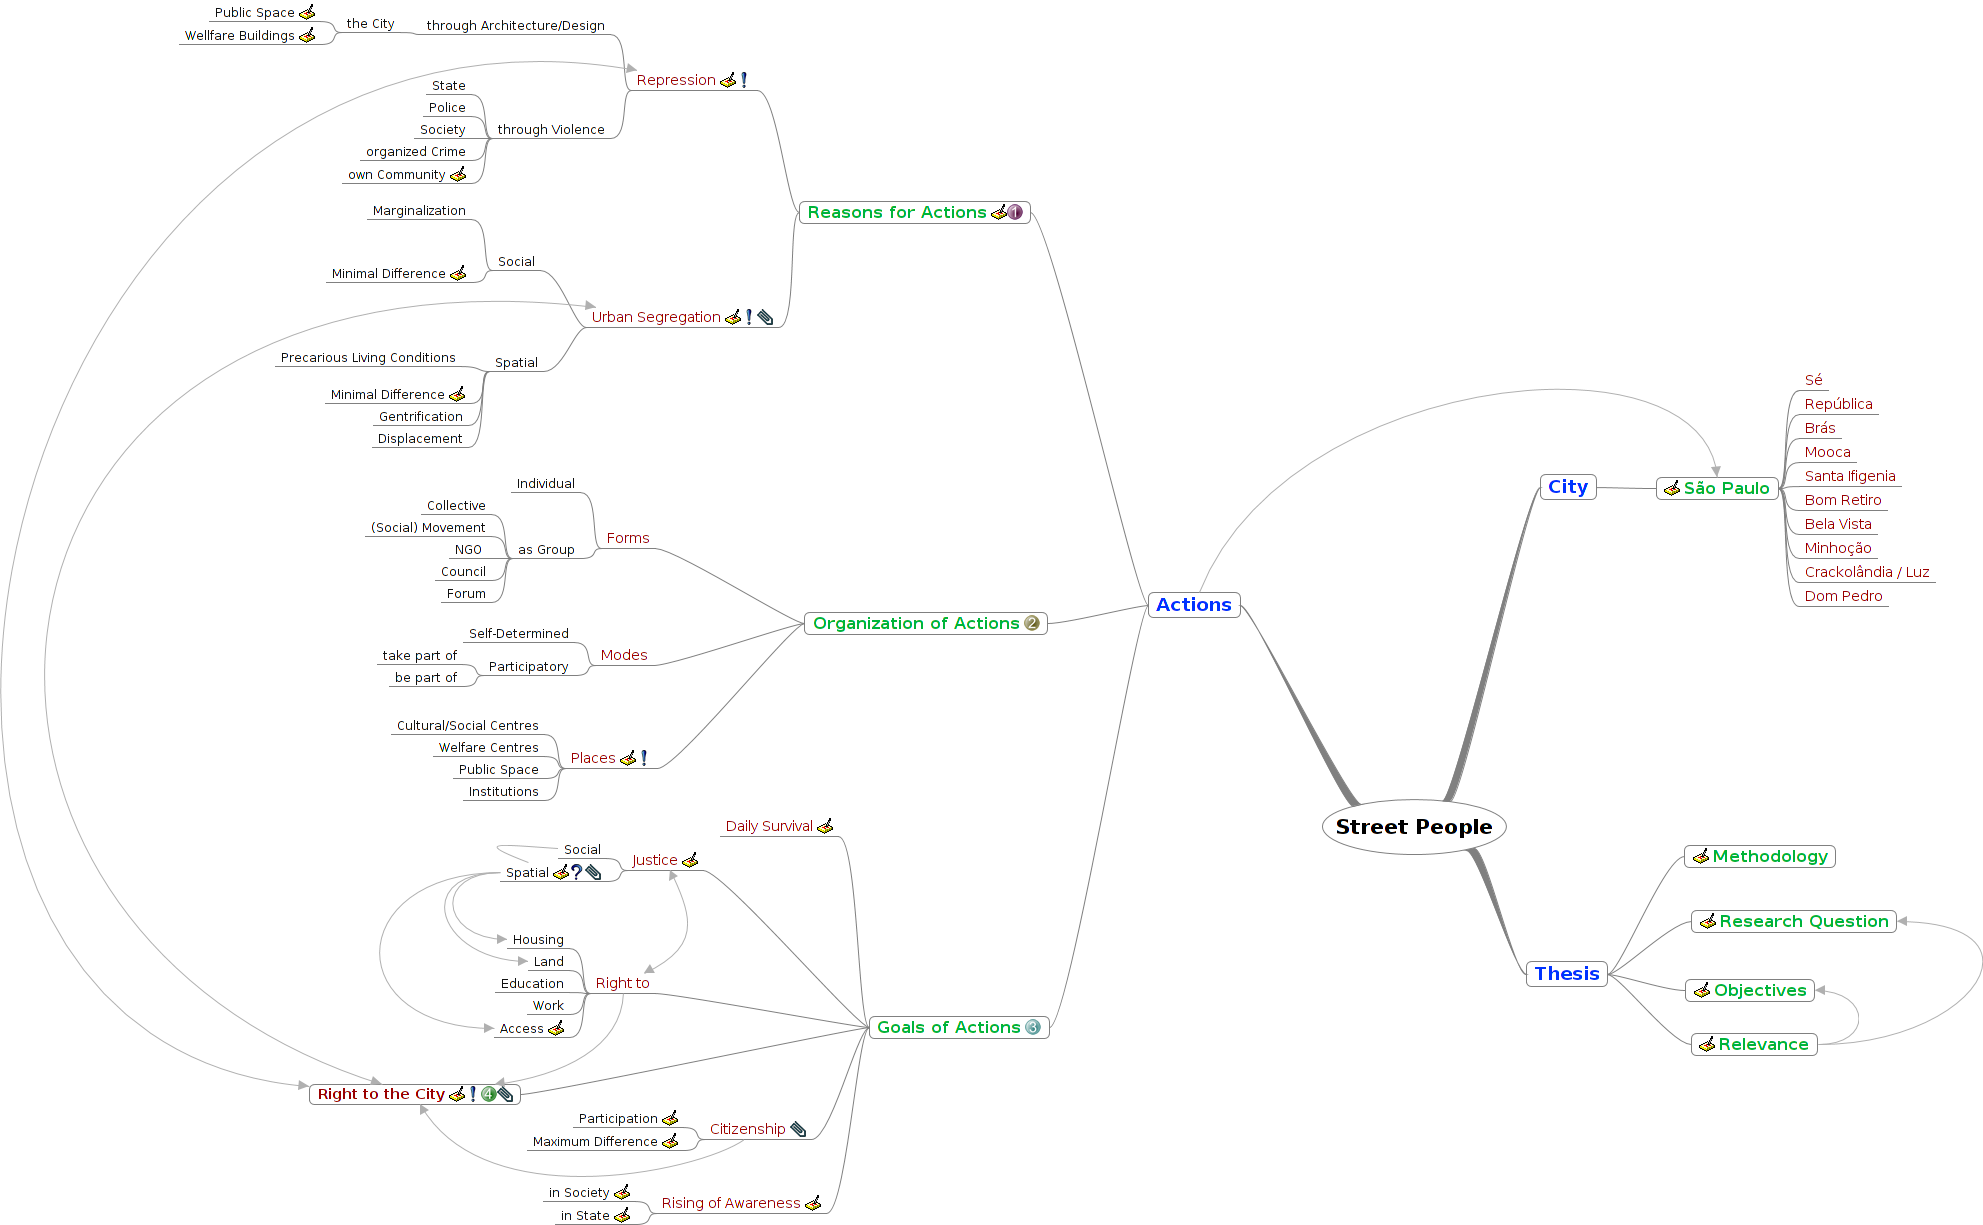 Public Space
Wellfare Buildings
the City
through Architecture/Design
Repression
State
Police
Society
organized Crime
own Community
through Violence
Reasons for Actions 1
Marginalization
Minimal Difference
Social
Urban Segregation
Precarious Living Conditions
Minimal Difference
Gentrification
Displacement
Spatial
Individual
Collective
(Social) Movement
NGO
Council
Forum
as Group
Forms
Self-Determined
take part of
be part of
Participatory
Modes
Organization of Actions 2
Cultural/Social Centres
Welfare Centres
Public Space
Institutions
Places
Actions
Daily Survival
Social
Spatial
Justice
Housing
Land
Education
Work
Access
Right to
Goals of Actions 3
Right to the City 4
Participation
Maximum Difference
Citizenship
in Society
in State
Rising of Awareness
Street People
City
São Paulo
Sé
República
Brás
Mooca
Santa Ifigenia
Bom Retiro
Bela Vista
Minhoção
Crackolândia / Luz
Dom Pedro
Thesis
Methodology
Research Question
Objectives
Relevance